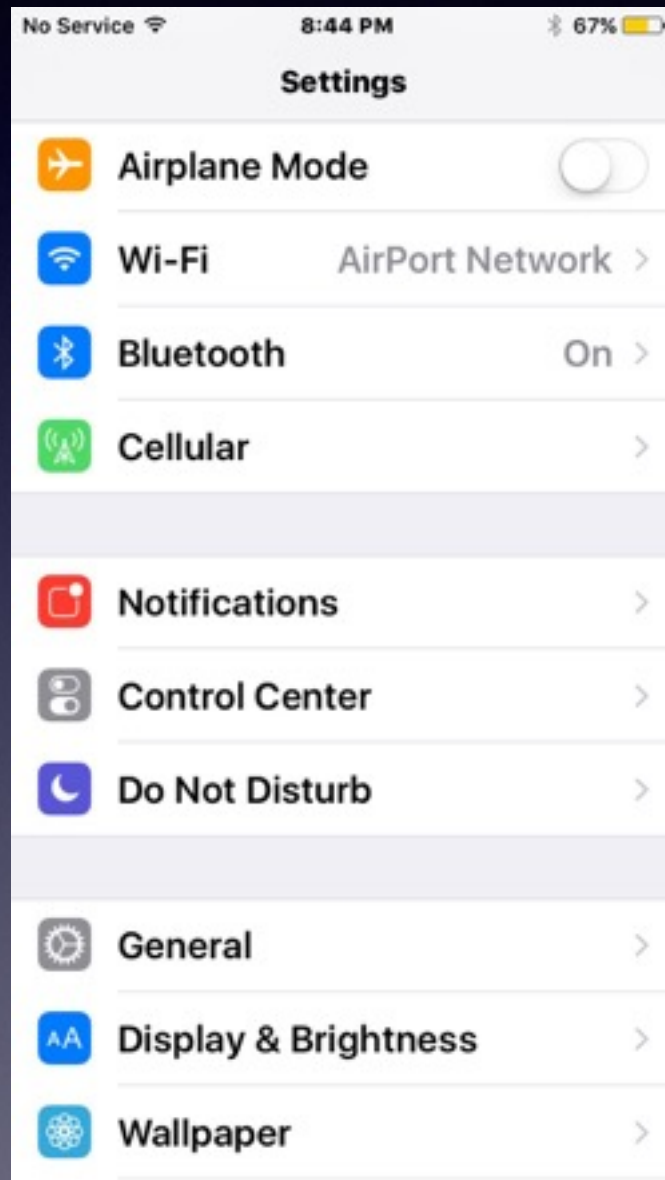 No Service 8:44 PM 67%
Settings
Airplane Mode
Wi-Fi AirPort Network
Bluetooth On
Cellular
Notifications
Control Center
Do Not Disturb
General
AA Display & Brightness
Wallpaper